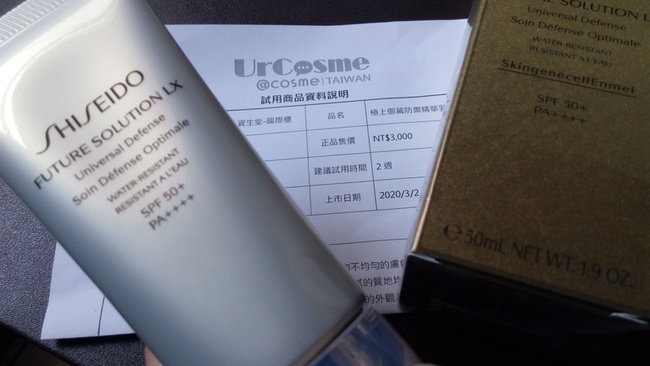 SHISEIDO
FUTURE SOLUTION LX
Universal Defense
Soin Défense Optimale
WATER-RESISTANT
RESISTANT A L'EAU
SPF 50+
PA++++
UrCosme
@cosme TAIWAN
試用商品資料說明
資生堂-國際櫃 品名 極上御藏防禦精華乳
正品售價 NT$3,000
建議試用時間 2 週
上市日期 2020/3/2
不均勻的膚
的質地均
的外觀
FUTURE SOLUTION L
Universal Defense
Soin Défense Optimale
WATER-RESISTANT
RESISTANT A L'EAU
SkingenecellEnmei
SPF 50+
PA++++
e 50mL NET WT. 1.9 OZ.